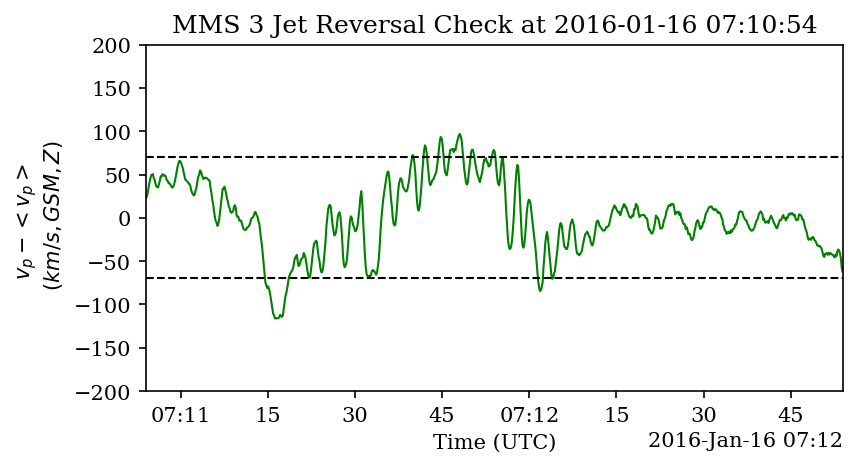 MMS 3 Jet Reversal Check at 2016-01-16 07:10:54
200
150
100
50
0
−50
−100
−150
−200
v_p − < v_p >
(km/s, GSM, Z)
07:11 15 30 45 07:12 15 30 45
Time (UTC)
2016-Jan-16 07:12